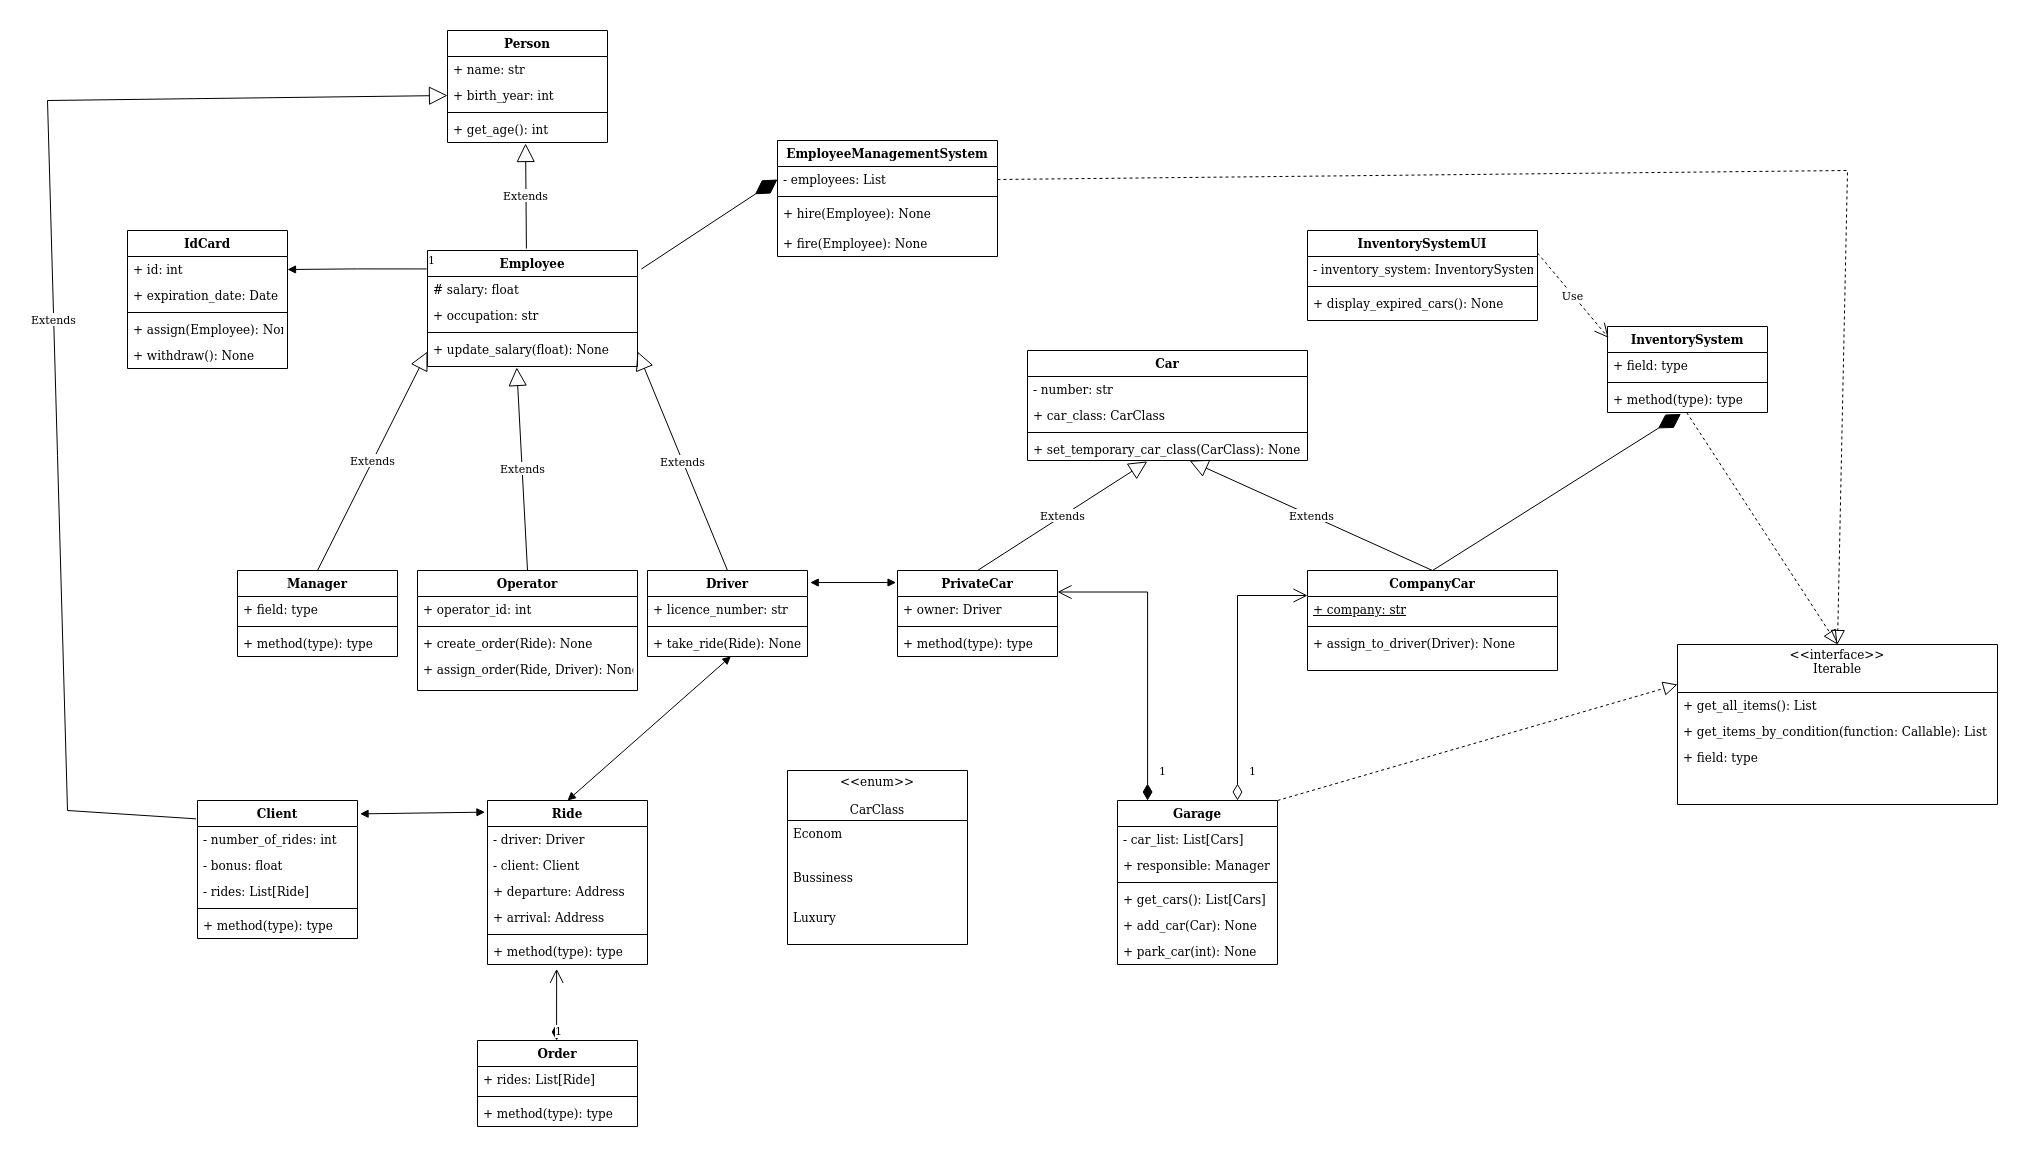 Person
+ name: str
+ birth_year: int
+ get_age(): int
Extends
EmployeeManagementSystem
- employees: List
+ hire(Employee): None
+ fire(Employee): None
IdCard
+ id: int
+ expiration_date: Date
+ assign(Employee): Non
+ withdraw(): None
1
Employee
# salary: float
+ occupation: str
+ update_salary(float): None
InventorySystemUI
- inventory_system: InventorySystem
+ display_expired_cars(): None
Use
InventorySystem
+ field: type
+ method(type): type
Extends
Car
- number: str
+ car_class: CarClass
+ set_temporary_car_class(CarClass): None
Extends
Extends
Extends
Extends
Extends
Manager
+ field: type
+ method(type): type
Operator
+ operator_id: int
+ create_order(Ride): None
+ assign_order(Ride, Driver): None
Driver
+ licence_number: str
+ take_ride(Ride): None
PrivateCar
+ owner: Driver
+ method(type): type
CompanyCar
+ company: str
+ assign_to_driver(Driver): None
<<interface>>
Iterable
+ get_all_items(): List
+ get_items_by_condition(function: Callable): List
+ field: type
Client
- number_of_rides: int
- bonus: float
- rides: List[Ride]
+ method(type): type
Ride
- driver: Driver
- client: Client
+ departure: Address
+ arrival: Address
+ method(type): type
<<enum>>
CarClass
Econom
Bussiness
Luxury
1
1
Garage
- car_list: List[Cars]
+ responsible: Manager
+ get_cars(): List[Cars]
+ add_car(Car): None
+ park_car(int): None
1
Order
+ rides: List[Ride]
+ method(type): type